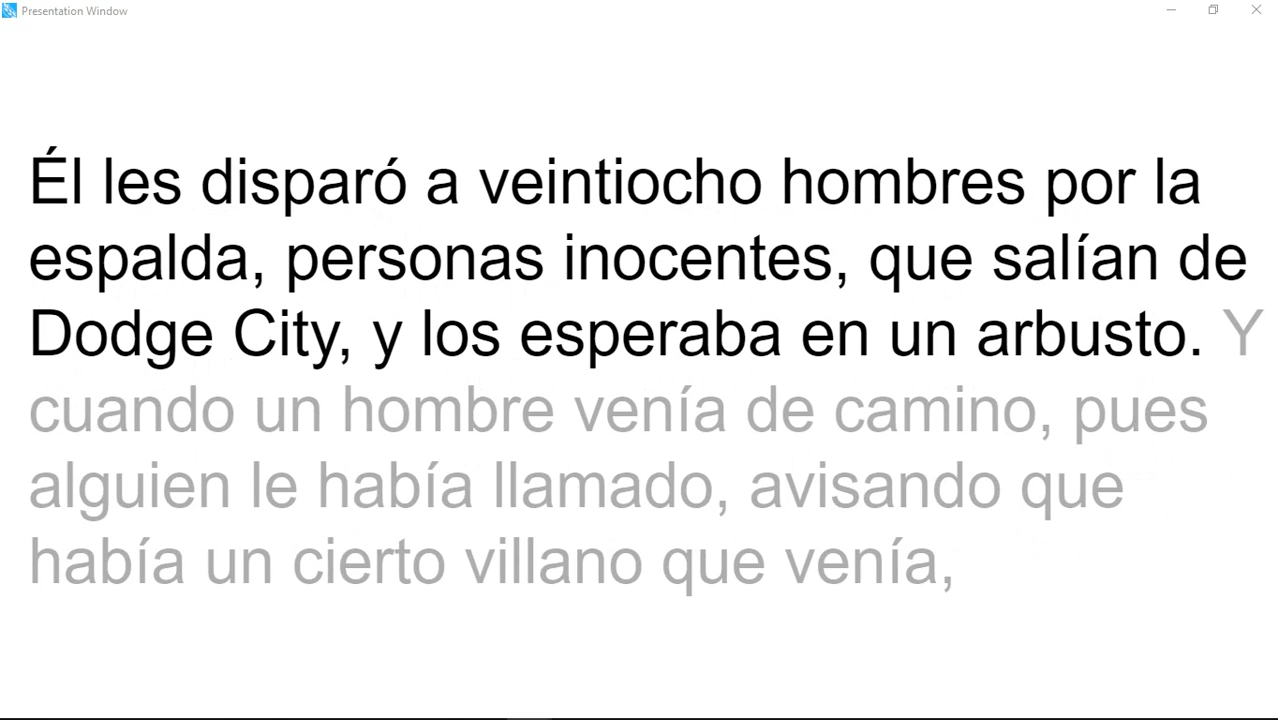 Presentation Window
Él les disparó a veintiocho hombres por la
espalda, personas inocentes, que salían de
Dodge City, y los esperaba en un arbusto. Y
cuando un hombre venía de camino, pues
alguien le había llamado, avisando que
había un cierto villano que venía,